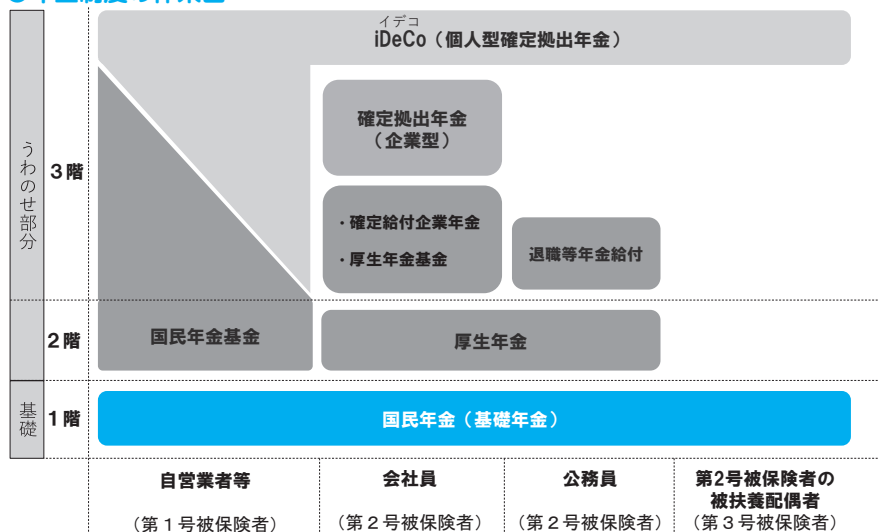 イデコ
iDeCo（個人型確定拠出年金）
確定拠出年金
（企業型）
うわのせ部分
3階
・確定給付企業年金
・厚生年金基金
退職等年金給付
2階
国民年金基金
厚生年金
基礎
1階
国民年金（基礎年金）
自営業者等
（第1号被保険者）
会社員
（第2号被保険者）
公務員
（第2号被保険者）
第2号被保険者の
被扶養配偶者
（第3号被保険者）